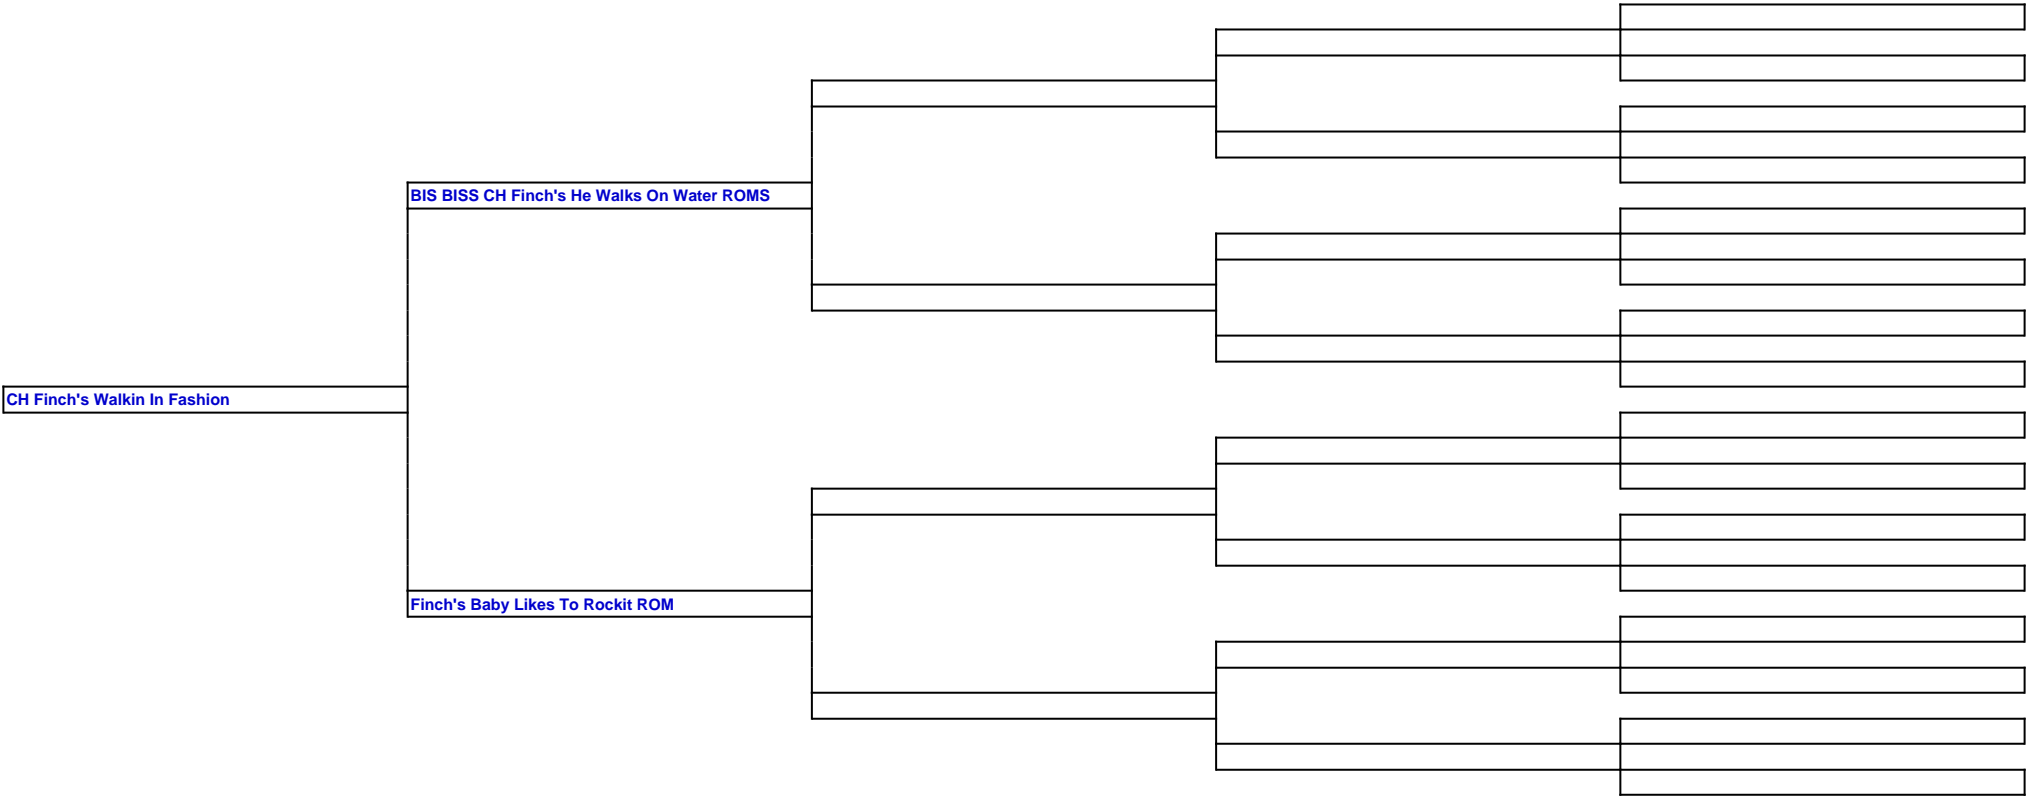 BIS BISS CH Finch's He Walks On Water ROMS
CH Finch's Walkin In Fashion
Finch's Baby Likes To Rockit ROM